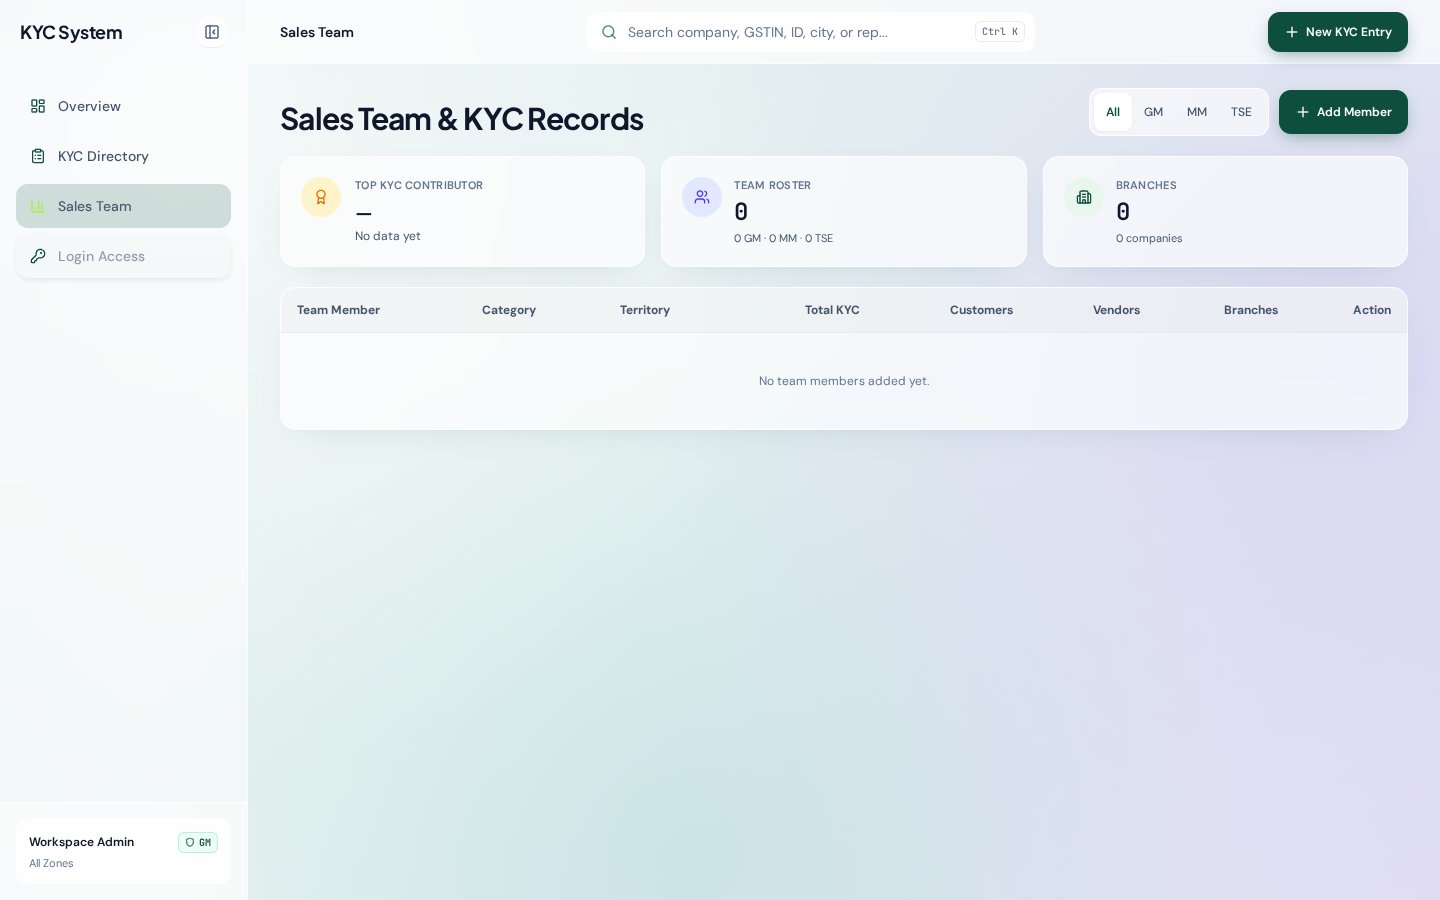 KYC System
Sales Team
Search company, GSTIN, ID, city, or rep...
Ctrl K
New KYC Entry
Overview
KYC Directory
Sales Team
Login Access
Sales Team & KYC Records
All
GM
MM
TSE
Add Member
TOP KYC CONTRIBUTOR
—
No data yet
TEAM ROSTER
0
0 GM · 0 MM · 0 TSE
BRANCHES
0
0 companies
Team Member Category Territory Total KYC Customers Vendors Branches Action
No team members added yet.
Workspace Admin
GM
All Zones